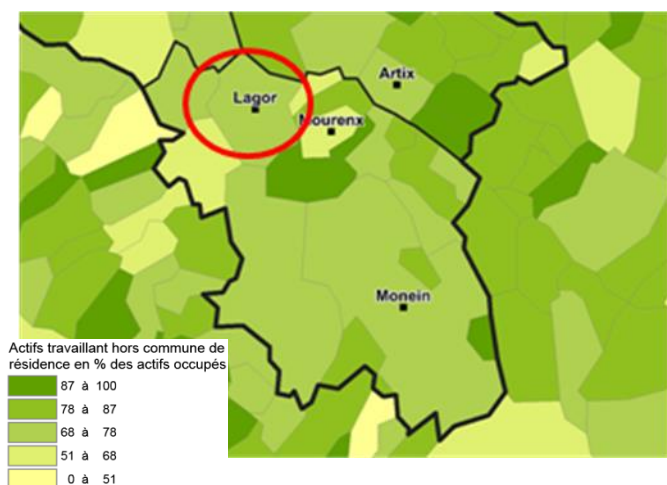 Artix
Lagor
Mourenx
Monein
Actifs travaillant hors commune de
résidence en % des actifs occupés
87 à 100
78 à 87
68 à 78
51 à 68
0 à 51